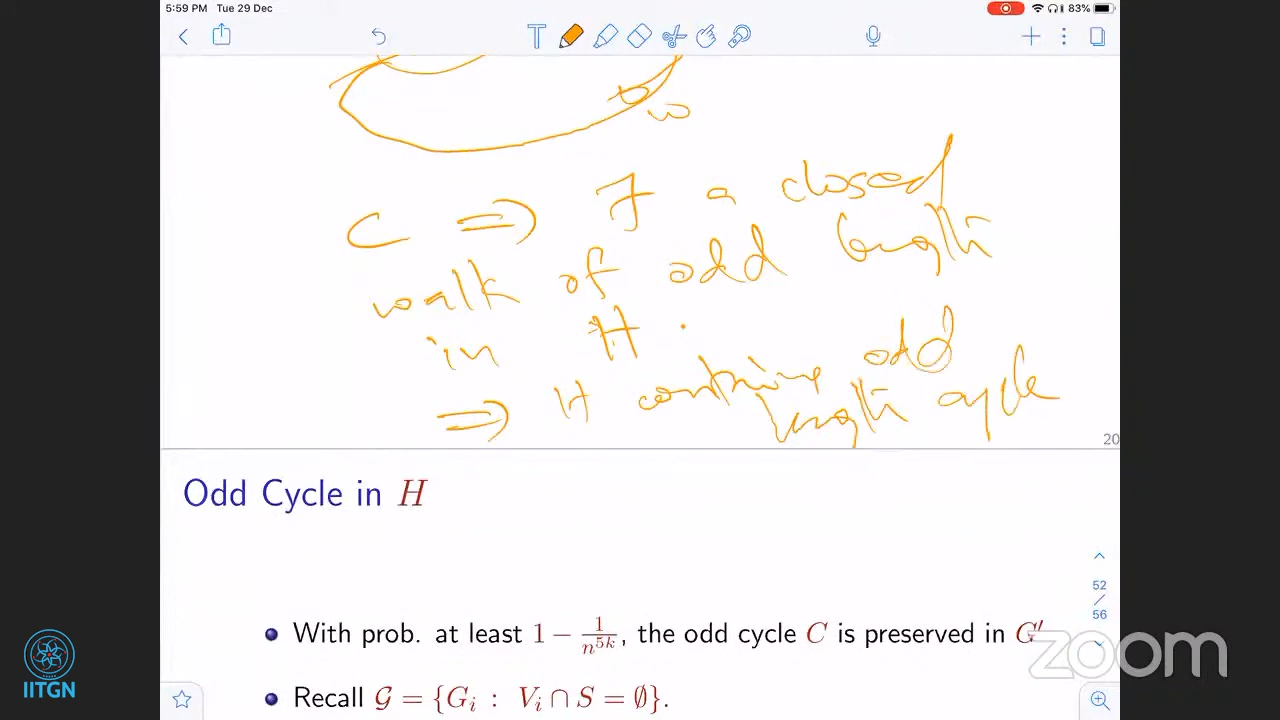 5:59 PM Tue 29 Dec
83%
w
C ⇒ ∃ a closed
walk of odd length
in H.
⇒ H contains odd
length cycle
20
Odd Cycle in H
52
56
With prob. at least 1 − 1/n^{5k}, the odd cycle C is preserved in G′
zoom
Recall 𝒢 = {G_i : V_i ∩ S = ∅}.
IITGN